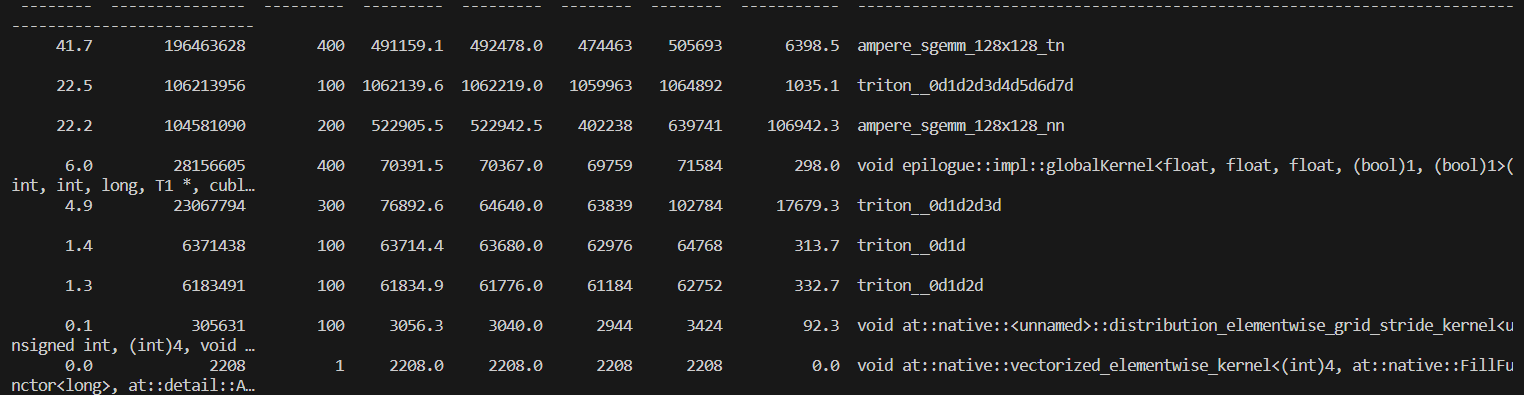 --------  ---------------  ---------  ---------  ---------  --------  --------  -----------  ----------------------------------------------------------------------------------
------------------------------
41.7  196463628  400  491159.1  492478.0  474463  505693  6398.5  ampere_sgemm_128x128_tn
22.5  106213956  100  1062139.6  1062219.0  1059963  1064892  1035.1  triton__0d1d2d3d4d5d6d7d
22.2  104581090  200  522905.5  522942.5  402238  639741  106942.3  ampere_sgemm_128x128_nn
6.0  28156605  400  70391.5  70367.0  69759  71584  298.0  void epilogue::impl::globalKernel<float, float, float, (bool)1, (bool)1>(
int, int, long, T1 *, cubl…
4.9  23067794  300  76892.6  64640.0  63839  102784  17679.3  triton__0d1d2d3d
1.4  6371438  100  63714.4  63680.0  62976  64768  313.7  triton__0d1d
1.3  6183491  100  61834.9  61776.0  61184  62752  332.7  triton__0d1d2d
0.1  305631  100  3056.3  3040.0  2944  3424  92.3  void at::native::<unnamed>::distribution_elementwise_grid_stride_kernel<u
nsigned int, (int)4, void …
0.0  2208  1  2208.0  2208.0  2208  2208  0.0  void at::native::vectorized_elementwise_kernel<(int)4, at::native::FillFu
nctor<long>, at::detail::A…